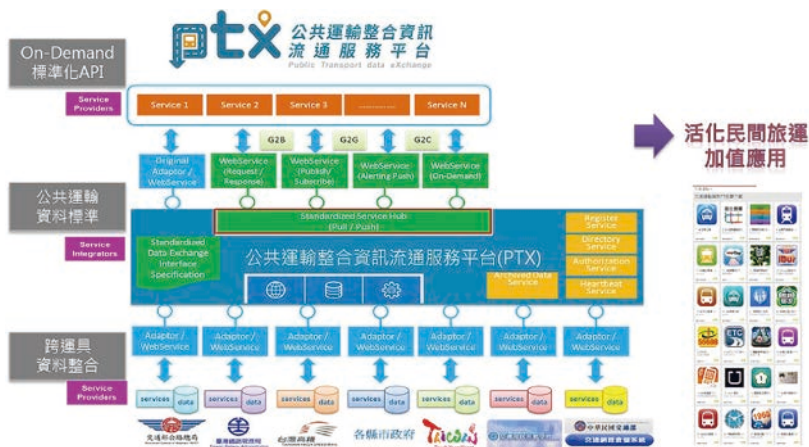 ptx 公共運輸整合資訊
流通服務平台
Public Transport data eXchange
On-Demand
標準化API
Service
Providers
Service 1
Service 2
Service 3
...............
Service N
G2B
G2G
G2C
Original
Adaptor /
WebService
WebService
(Request /
Response)
WebService
(Publish/
Subscribe)
WebService
(Alerting Push)
WebService
(On-Demand)
活化民間旅運
加值應用
公共運輸
資料標準
Service
Integrators
Standardized Service Hub
(Pull / Push)
Standardized
Data Exchange
Interface
Specification
公共運輸整合資訊流通服務平台(PTX)
Archived Data
Service
Register
Service
Directory
Service
Authorization
Service
Heartbeat
Service
跨運具
資料整合
Service
Providers
Adaptor /
WebService
Adaptor /
WebService
Adaptor /
WebService
Adaptor /
WebService
Adaptor /
WebService
Adaptor /
WebService
Adaptor /
WebService
services data
services data
services data
services data
services data
services data
services data
交通部公路總局
臺灣鐵路管理局
台灣高鐵
各縣市政府
TAIWAN
中華民國交通部